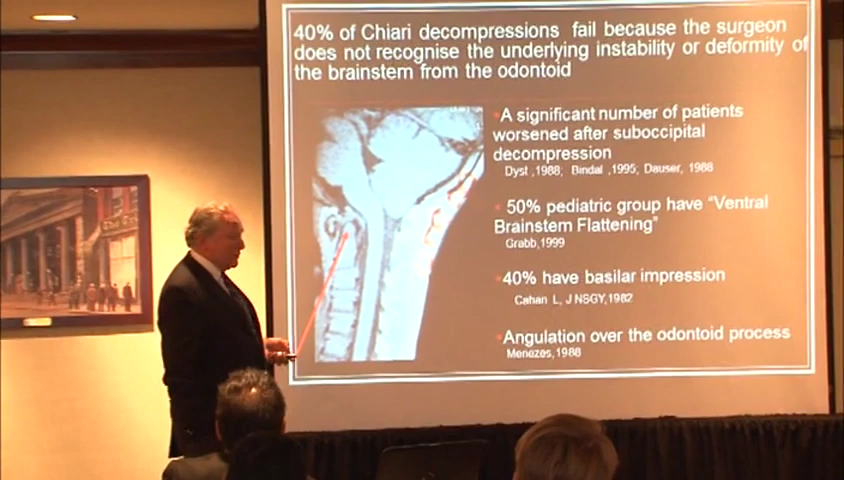 40% of Chiari decompressions fail because the surgeon
does not recognise the underlying instability or deformity of
the brainstem from the odontoid
•A significant number of patients
worsened after suboccipital
decompression
Dyst ,1988; Bindal ,1995; Dauser, 1988
• 50% pediatric group have “Ventral
Brainstem Flattening”
Grabb,1999
•40% have basilar impression
Cahan L, J NSGY,1982
•Angulation over the odontoid process
Menezes,1988